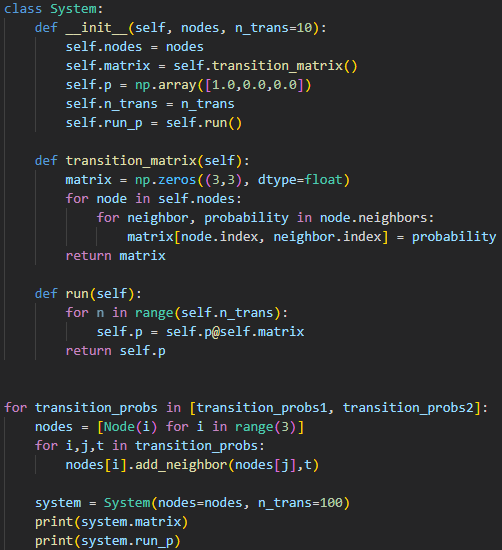 class System:
    def __init__(self, nodes, n_trans=10):
        self.nodes = nodes
        self.matrix = self.transition_matrix()
        self.p = np.array([1.0,0.0,0.0])
        self.n_trans = n_trans
        self.run_p = self.run()

    def transition_matrix(self):
        matrix = np.zeros((3,3), dtype=float)
        for node in self.nodes:
            for neighbor, probability in node.neighbors:
                matrix[node.index, neighbor.index] = probability
        return matrix

    def run(self):
        for n in range(self.n_trans):
            self.p = self.p@self.matrix
        return self.p


for transition_probs in [transition_probs1, transition_probs2]:
    nodes = [Node(i) for i in range(3)]
    for i,j,t in transition_probs:
        nodes[i].add_neighbor(nodes[j],t)

    system = System(nodes=nodes, n_trans=100)
    print(system.matrix)
    print(system.run_p)